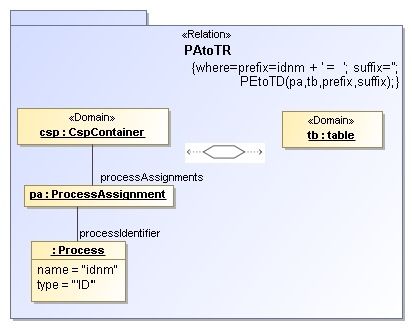 «Relation»
PAtoTR
{where=prefix=idnm + ' = '; suffix='';
PEtoTD(pa,tb,prefix,suffix);}
«Domain»
csp : CspContainer
«Domain»
tb : table
processAssignments
pa : ProcessAssignment
processIdentifier
: Process
name = "idnm"
type = "'ID'"